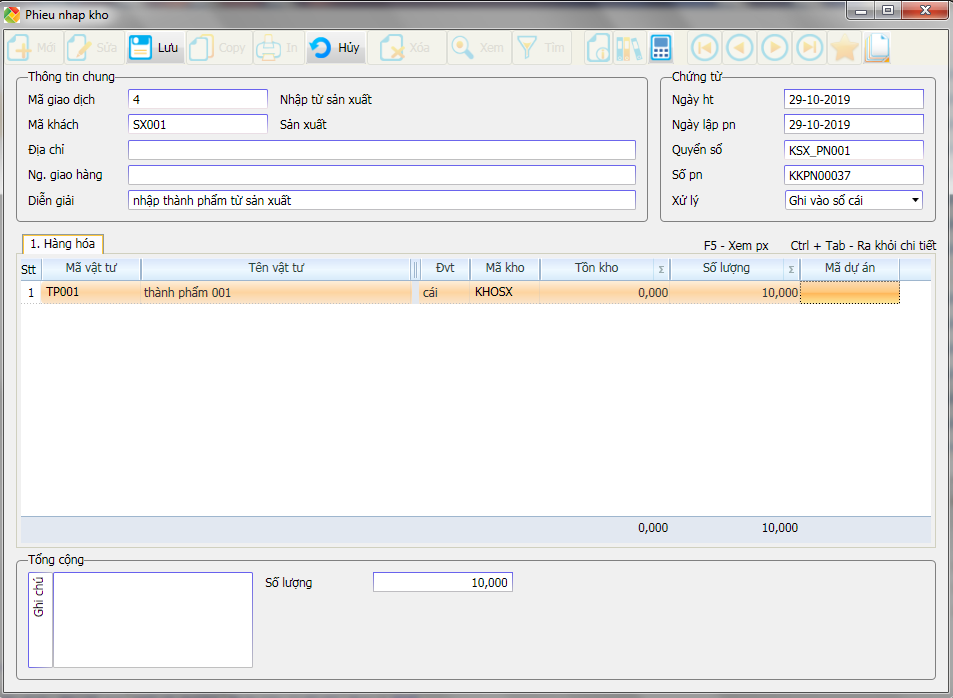 Phieu nhap kho
Mới Sửa Lưu Copy In Hủy Xóa Xem Tìm
Thông tin chung
Mã giao dịch 4 Nhập từ sản xuất
Mã khách SX001 Sản xuất
Địa chỉ
Ng. giao hàng
Diễn giải nhập thành phẩm từ sản xuất
Chứng từ
Ngày ht 29-10-2019
Ngày lập pn 29-10-2019
Quyển sổ KSX_PN001
Số pn KKPN00037
Xử lý Ghi vào sổ cái
1. Hàng hóa F5 - Xem px Ctrl + Tab - Ra khỏi chi tiết
Stt Mã vật tư Tên vật tư Đvt Mã kho Tồn kho Σ Số lượng Σ Mã dự án
1 TP001 thành phẩm 001 cái KHOSX 0,000 10,000
0,000 10,000
Tổng cộng
Ghi chú
Số lượng 10,000